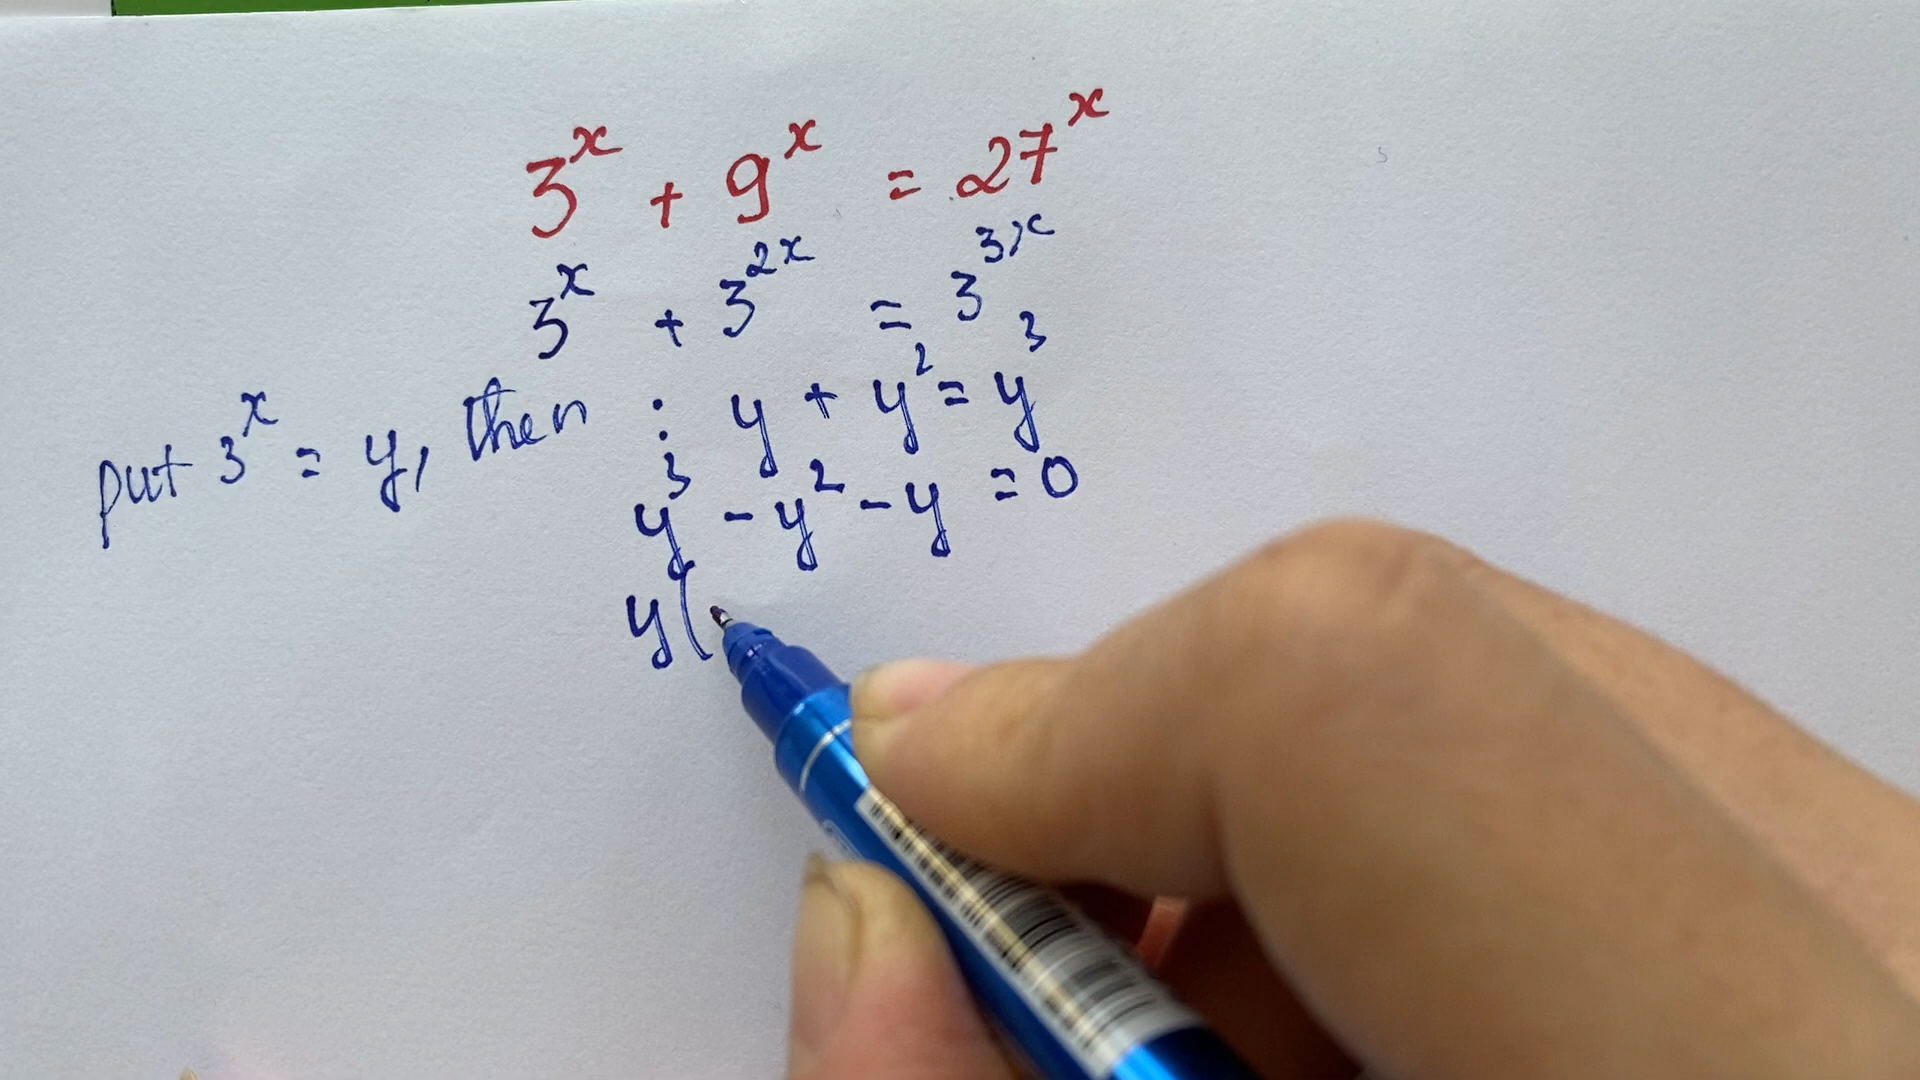 3^x + 9^x = 27^x
3^x + 3^2x = 3^3x
put 3^x = y, then : y + y^2 = y^3
y^3 - y^2 - y = 0
y(